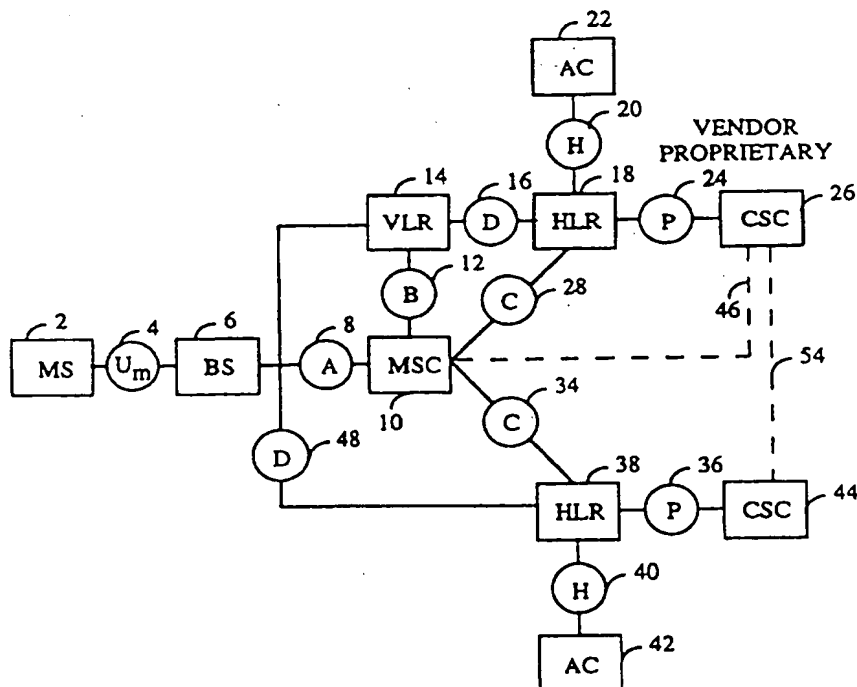 22
AC
20
H
VENDOR
PROPRIETARY
14
16
18
24
26
VLR
D
HLR
P
CSC
12
B
C
28
46
2
4
6
8
MS
Um
BS
A
MSC
10
54
34
C
D
48
38
36
HLR
P
CSC
44
H
40
AC
42